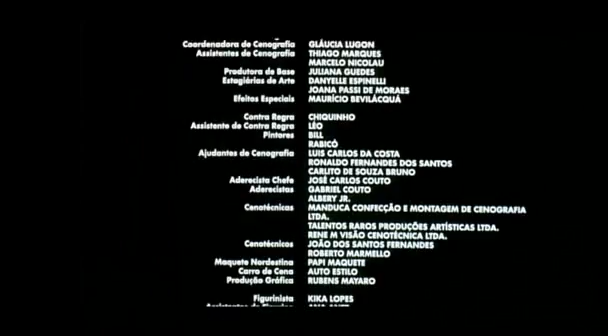 Coordenadora de Cenografia GLÁUCIA LUGON
Assistentes de Cenografia THIAGO MARQUES
MARCELO NICOLAU
Produtora de Base JULIANA GUEDES
Estagiárias de Arte DANYELLE ESPINELLI
JOANA PASSI DE MORAES
Efeitos Especiais MAURÍCIO BEVILÁCQUÁ
Contra Regra CHIQUINHO
Assistente de Contra Regra LÉO
Pintores BILL
RABICÓ
Ajudantes de Cenografia LUIS CARLOS DA COSTA
RONALDO FERNANDES DOS SANTOS
CARLITO DE SOUZA BRUNO
Aderecista Chefe JOSÉ CARLOS COUTO
Aderecistas GABRIEL COUTO
ALBERY JR.
Cenotécnicos MANDUCA CONFECÇÃO E MONTAGEM DE CENOGRAFIA
LTDA.
TALENTOS RAROS PRODUÇÕES ARTÍSTICAS LTDA.
RENE M VISÃO CENOTÉCNICA LTDA.
Cenotécnicos JOÃO DOS SANTOS FERNANDES
ROBERTO MARMELLO
Maquete Nordestina PAPI MAQUETE
Carro de Cena AUTO ESTILO
Produção Gráfica RUBENS MAYARO
Figurinista KIKA LOPES